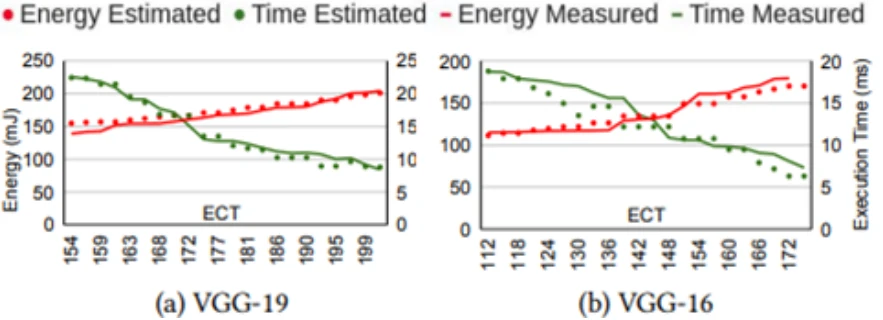 Energy Estimated Time Estimated Energy Measured Time Measured
250 25 200 20
200 20 150 15
150 15 100 10
100 10 50 5
50 5 0 0
0 0
Energy (mJ)
Execution Time (ms)
ECT ECT
154 159 163 168 172 177 181 186 190 195 199
112 118 124 130 136 142 148 154 160 166 172
(a) VGG-19 (b) VGG-16